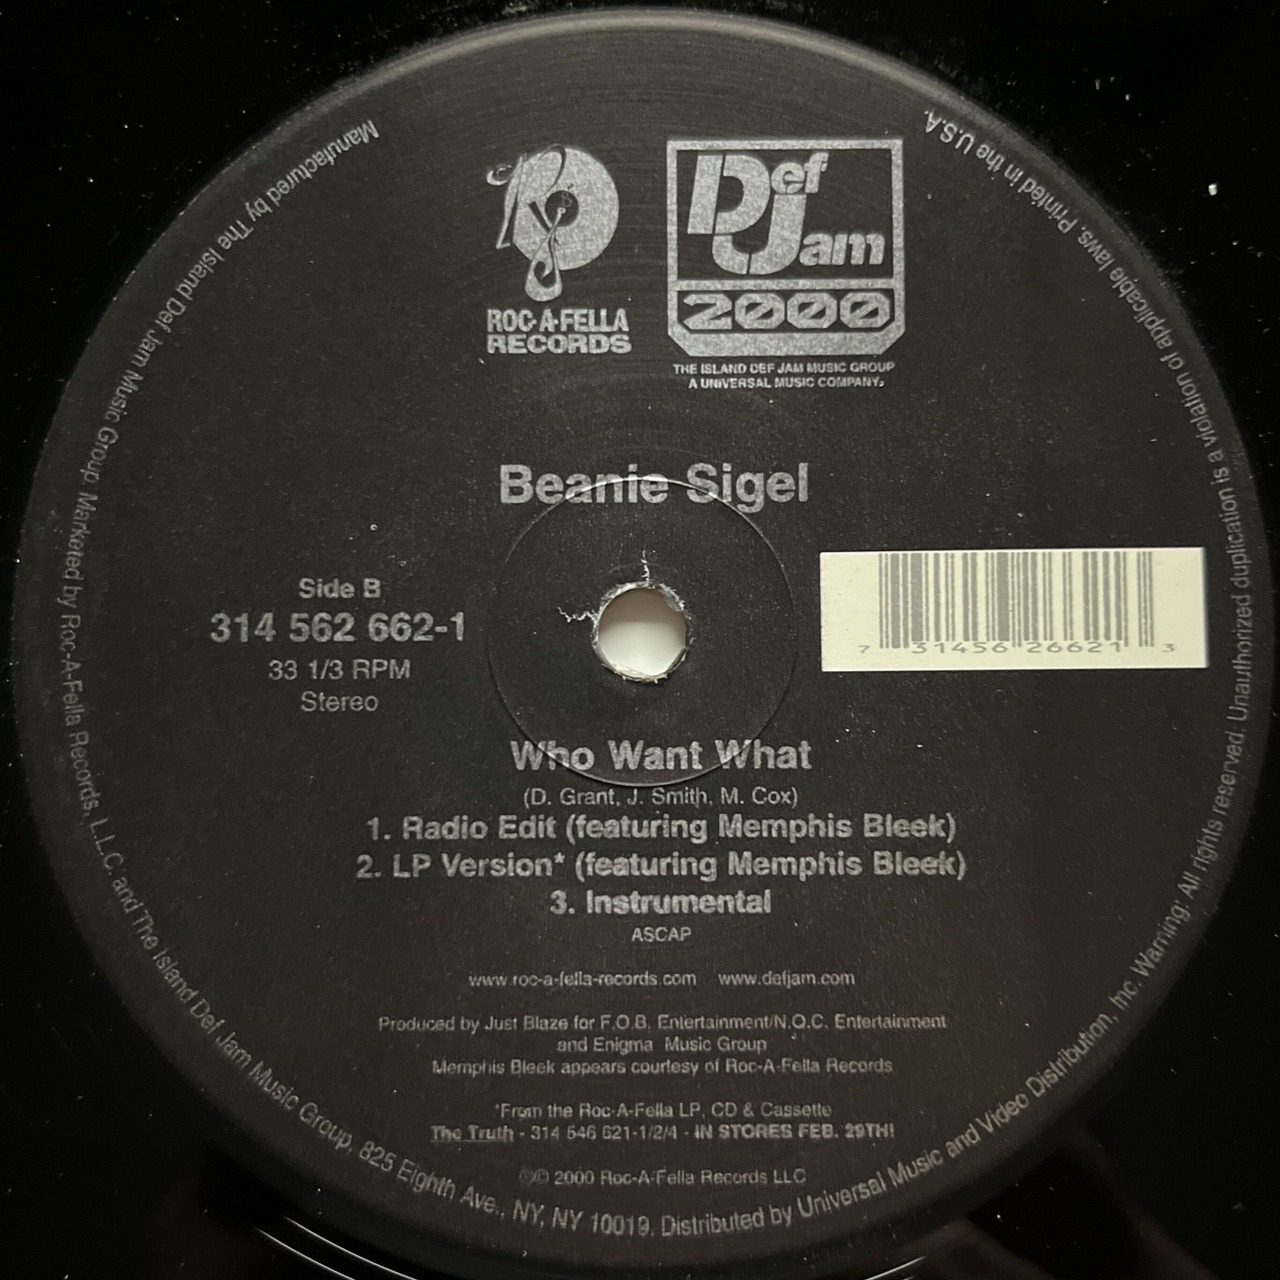 ROC-A-FELLA
RECORDS
Def
Jam
2000
THE ISLAND DEF JAM MUSIC GROUP
A UNIVERSAL MUSIC COMPANY
Beanie Sigel
Side B
314 562 662-1
33 1/3 RPM
Stereo
7 31456 26621 3
Who Want What
(D. Grant, J. Smith, M. Cox)
1. Radio Edit (featuring Memphis Bleek)
2. LP Version* (featuring Memphis Bleek)
3. Instrumental
ASCAP
www.roc-a-fella-records.com www.defjam.com
Produced by Just Blaze for F.O.B. Entertainment/N.Q.C. Entertainment
and Enigma Music Group
Memphis Bleek appears courtesy of Roc-A-Fella Records
*From the Roc-A-Fella LP, CD & Cassette
The Truth - 314 546 621-1/2/4 - IN STORES FEB. 29TH!
℗© 2000 Roc-A-Fella Records LLC
Manufactured by The Island Def Jam Music Group. Marketed by Roc-A-Fella Records, L.L.C. and The Island Def Jam Music Group, 825 Eighth Ave., NY, NY 10019. Distributed by Universal Music and Video Distribution, Inc. Warning: All rights reserved. Unauthorized duplication is a violation of applicable laws. Printed in the U.S.A.